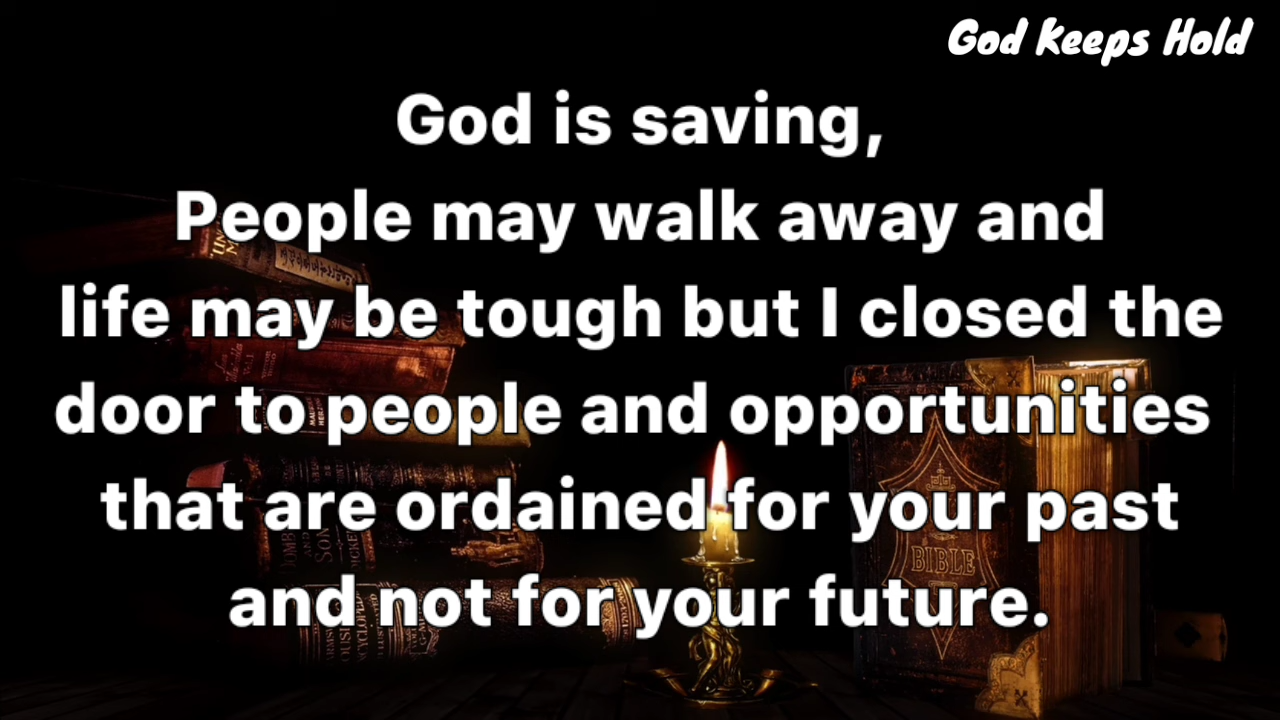 God Keeps Hold
God is saving,
People may walk away and
life may be tough but I closed the
door to people and opportunities
that are ordained for your past
and not for your future.
BIBLE